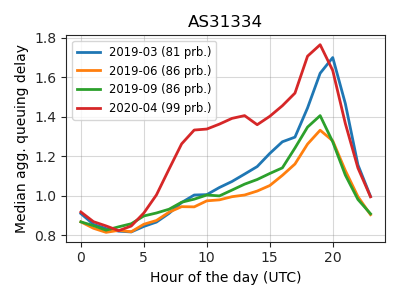 AS31334
Median agg. queuing delay
1.8
1.6
1.4
1.2
1.0
0.8
2019-03 (81 prb.)
2019-06 (86 prb.)
2019-09 (86 prb.)
2020-04 (99 prb.)
0 5 10 15 20
Hour of the day (UTC)